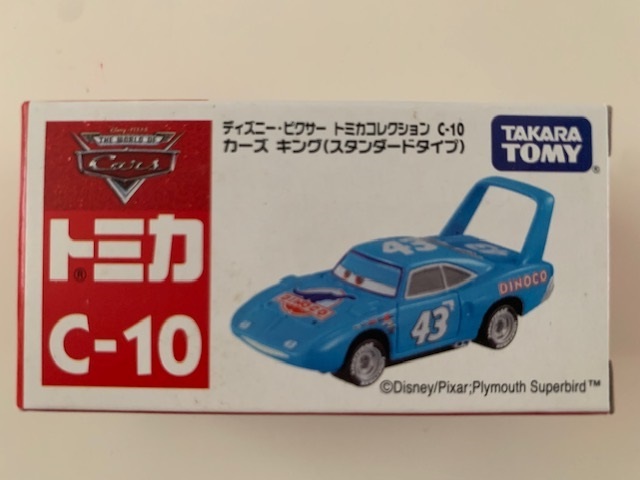 Disney·PIXAR
THE WORLD OF
Cars
トミカ®
C-10
ディズニー・ピクサー トミカコレクション C-10
カーズ キング(スタンダードタイプ)
TAKARA
TOMY®
43
DINOCO
DINOCO
43
©Disney/Pixar;Plymouth Superbird™